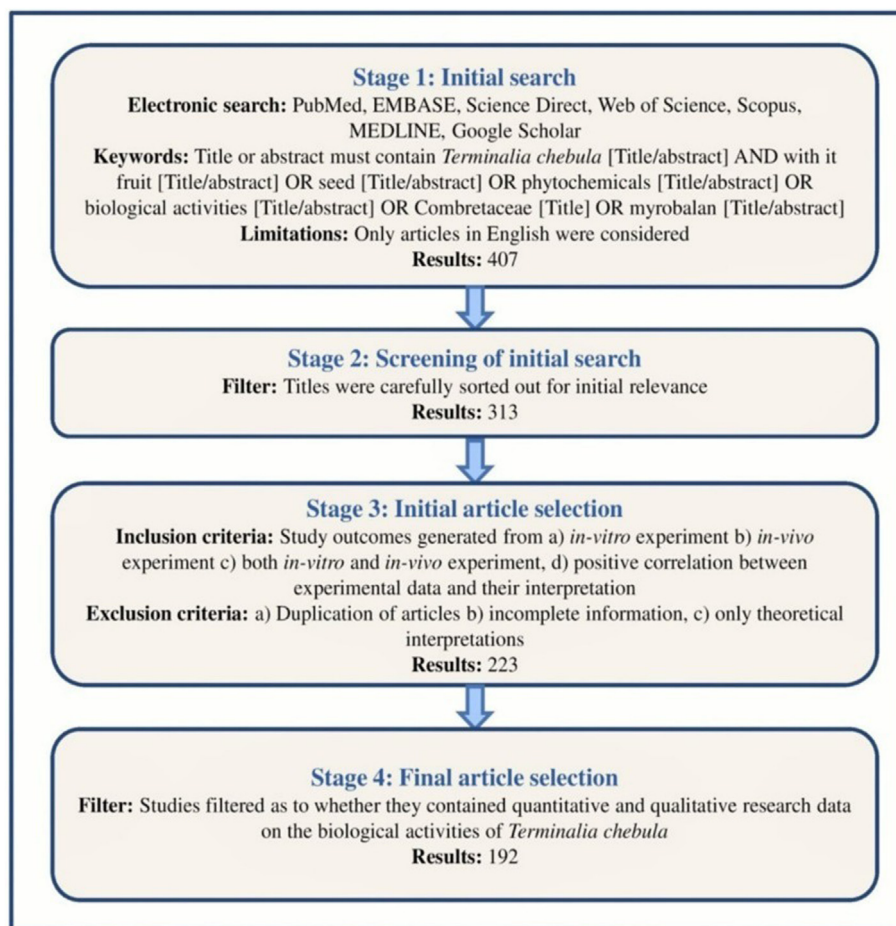 Stage 1: Initial search
Electronic search: PubMed, EMBASE, Science Direct, Web of Science, Scopus,
MEDLINE, Google Scholar
Keywords: Title or abstract must contain Terminalia chebula [Title/abstract] AND with it
fruit [Title/abstract] OR seed [Title/abstract] OR phytochemicals [Title/abstract] OR
biological activities [Title/abstract] OR Combretaceae [Title] OR myrobalan [Title/abstract]
Limitations: Only articles in English were considered
Results: 407
Stage 2: Screening of initial search
Filter: Titles were carefully sorted out for initial relevance
Results: 313
Stage 3: Initial article selection
Inclusion criteria: Study outcomes generated from a) in-vitro experiment b) in-vivo
experiment c) both in-vitro and in-vivo experiment, d) positive correlation between
experimental data and their interpretation
Exclusion criteria: a) Duplication of articles b) incomplete information, c) only theoretical
interpretations
Results: 223
Stage 4: Final article selection
Filter: Studies filtered as to whether they contained quantitative and qualitative research data
on the biological activities of Terminalia chebula
Results: 192